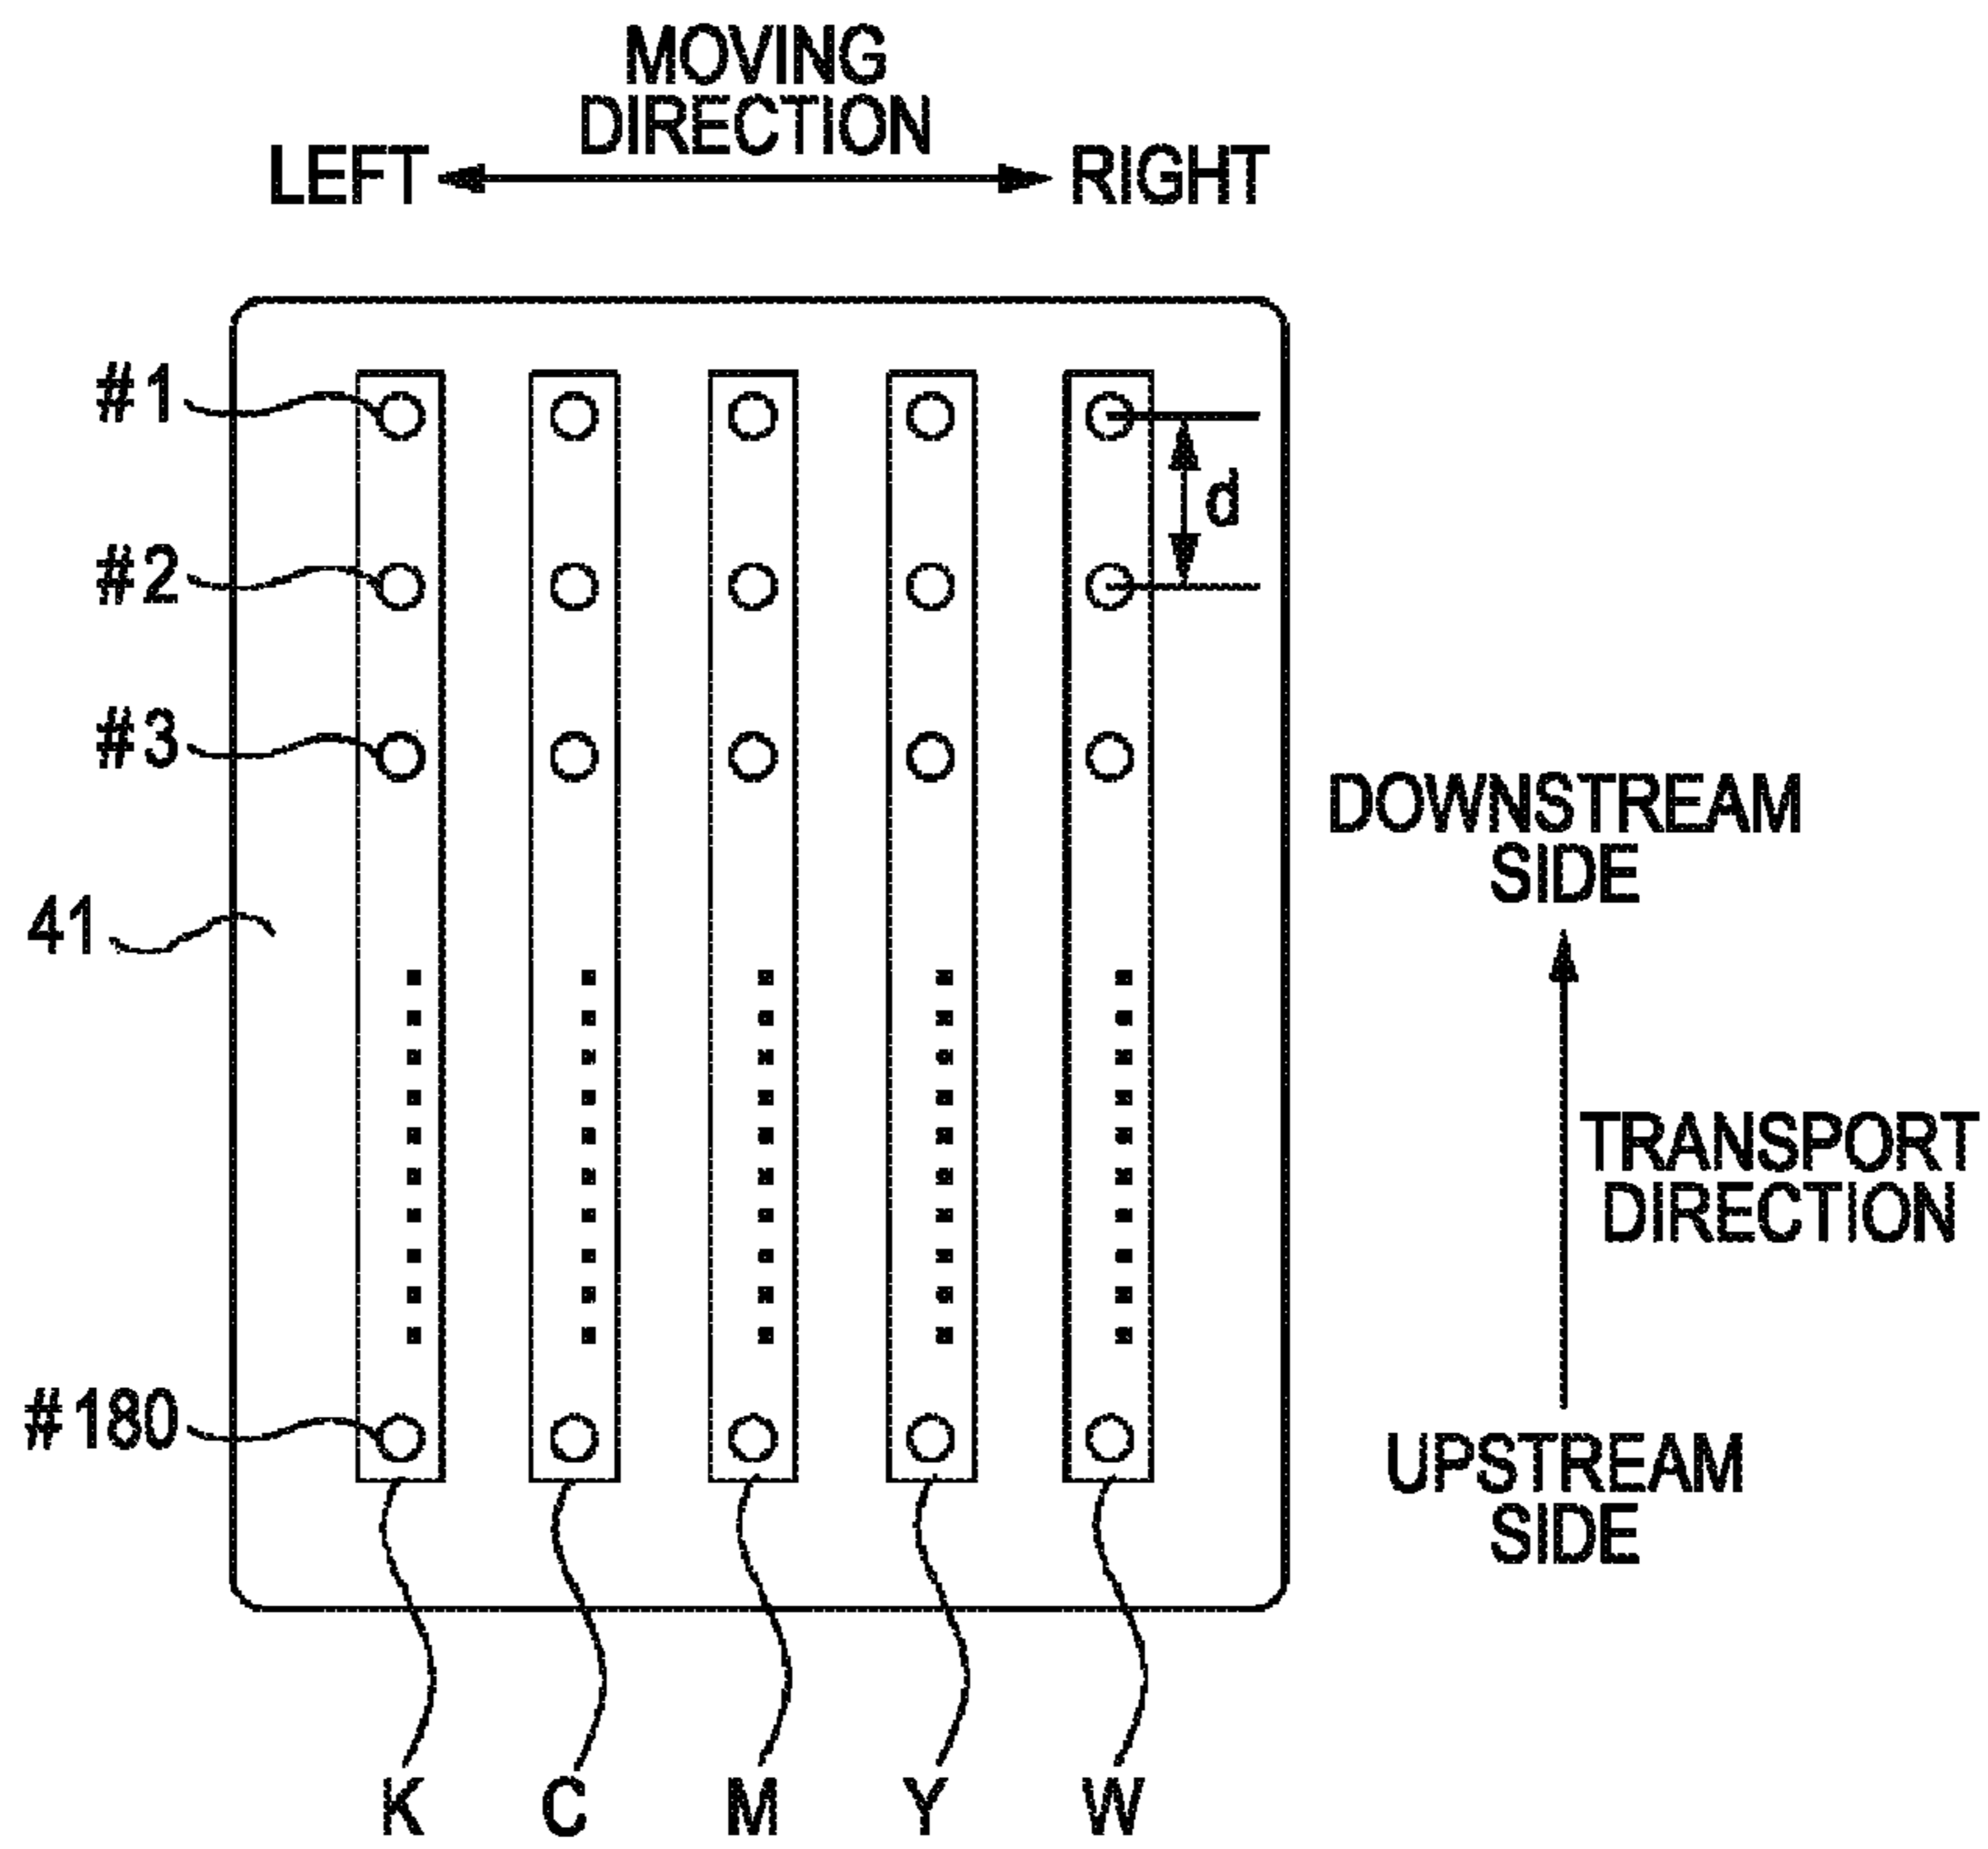 MOVING
DIRECTION
LEFT
RIGHT
#1
d
#2
#3
DOWNSTREAM
SIDE
41
TRANSPORT
DIRECTION
#180
UPSTREAM
SIDE
K
C
M
Y
W